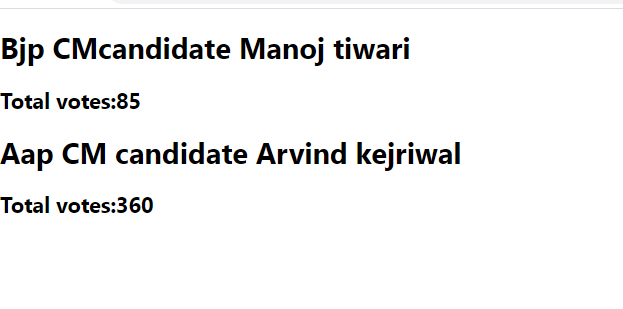 Bjp CMcandidate Manoj tiwari
Total votes:85
Aap CM candidate Arvind kejriwal
Total votes:360